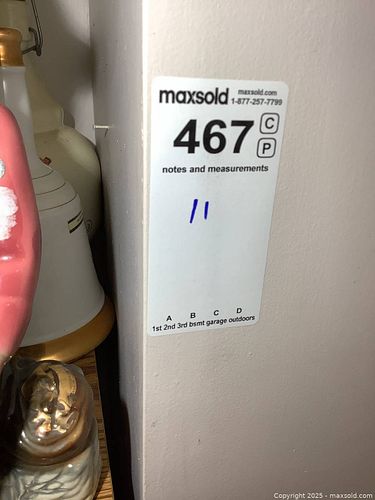 maxsold maxsold.com
1-877-257-7799
467 C
P
notes and measurements
11
A B C D
1st 2nd 3rd bsmt garage outdoors
Copyright 2025 - maxsold.com